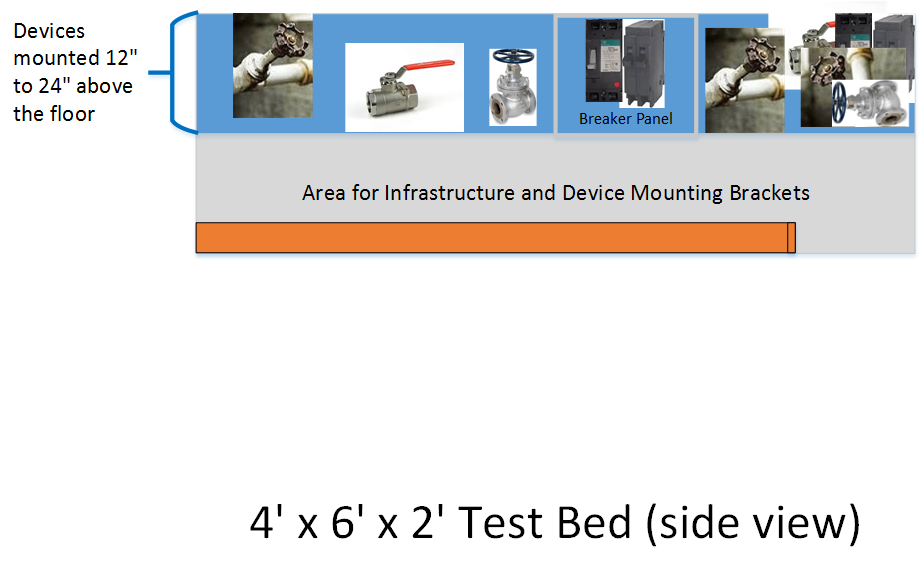 Devices
mounted 12"
to 24" above
the floor
Breaker Panel
Area for Infrastructure and Device Mounting Brackets
4' x 6' x 2' Test Bed (side view)